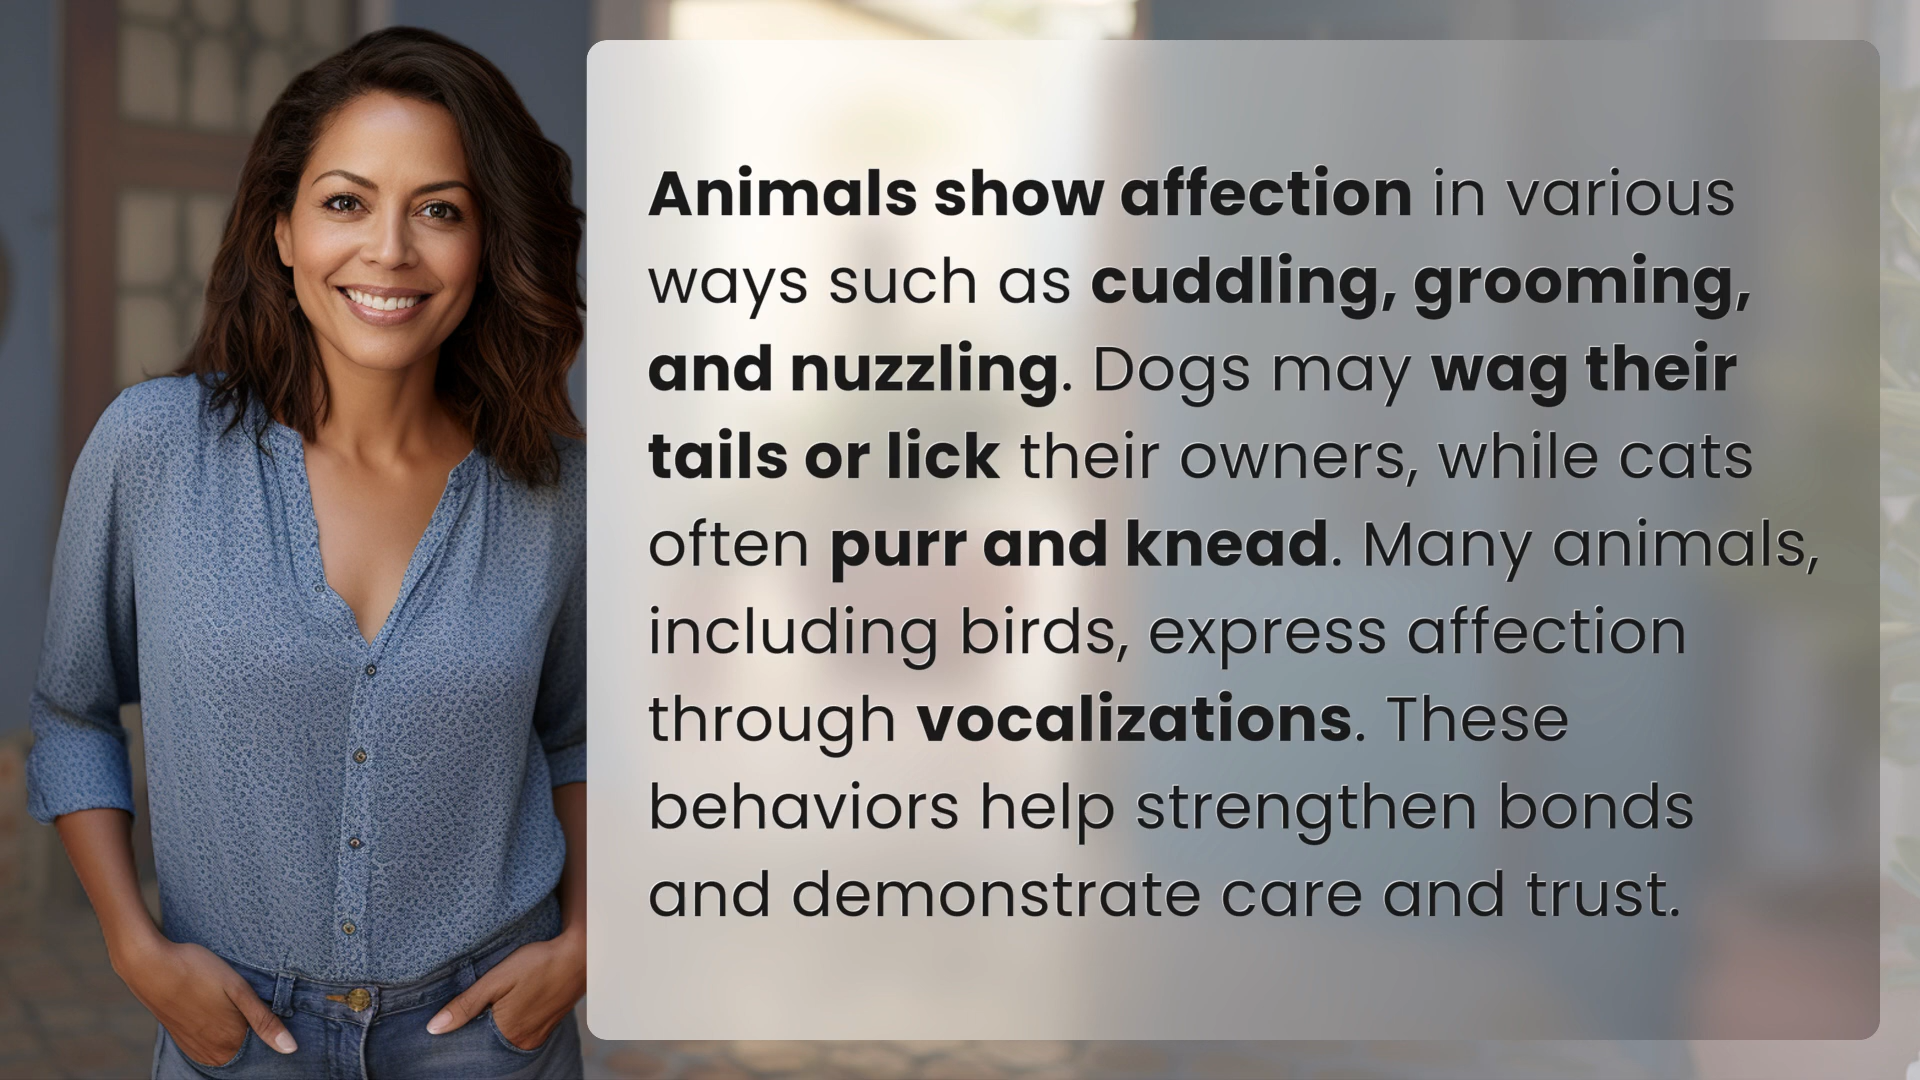 Animals show affection in various
ways such as cuddling, grooming,
and nuzzling. Dogs may wag their
tails or lick their owners, while cats
often purr and knead. Many animals,
including birds, express affection
through vocalizations. These
behaviors help strengthen bonds
and demonstrate care and trust.